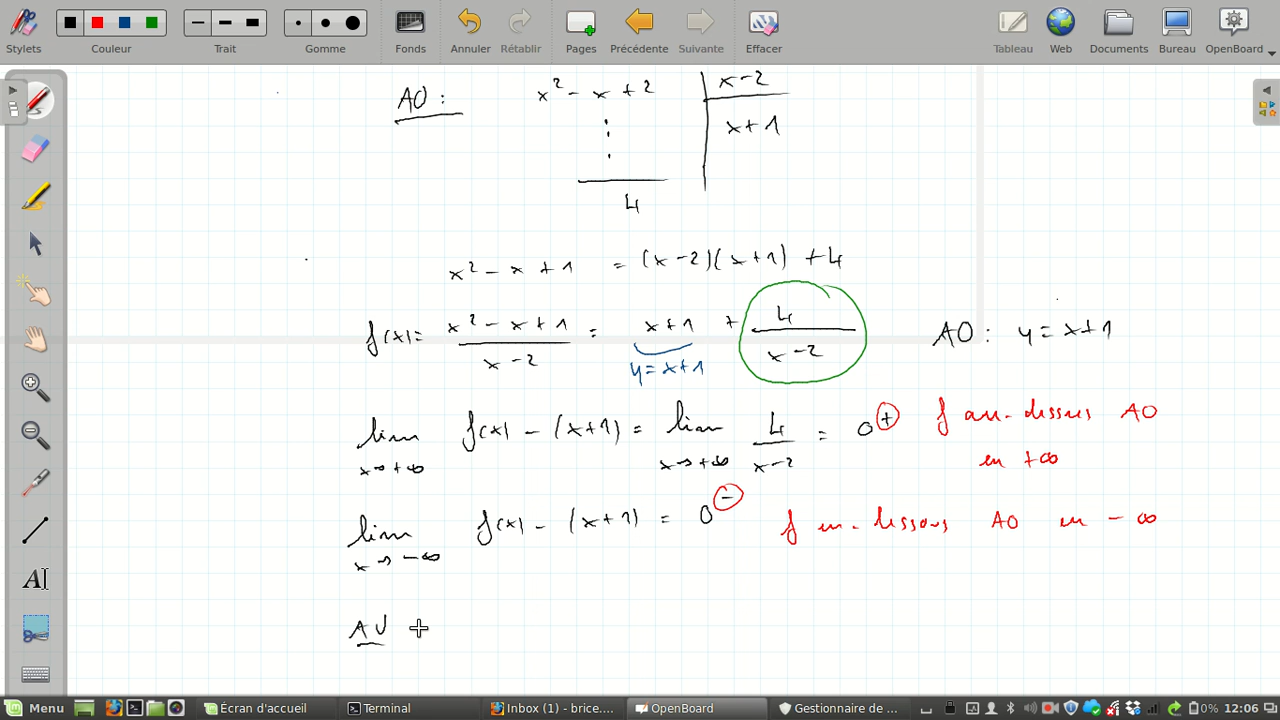 Stylets Couleur Trait Gomme Fonds Annuler Rétablir Pages Précédente Suivante Effacer Tableau Web Documents Bureau OpenBoard
AO : x² - x + 2 | x-2
x+1
4
x² - x + 1 = (x-2)(x+1) + 4
f(x) = (x² - x + 1)/(x-2) = x+1 + 4/(x-2) AO : y = x+1
y = x+1
lim x→+∞ f(x) - (x+1) = lim x→+∞ 4/(x-2) = 0⁺ f au-dessus AO
en +∞
lim x→-∞ f(x) - (x+1) = 0⁻ f en-dessous AO en -∞
AV
Menu Écran d'accueil Terminal Inbox (1) - brice.... OpenBoard Gestionnaire de ... 0% 12:06